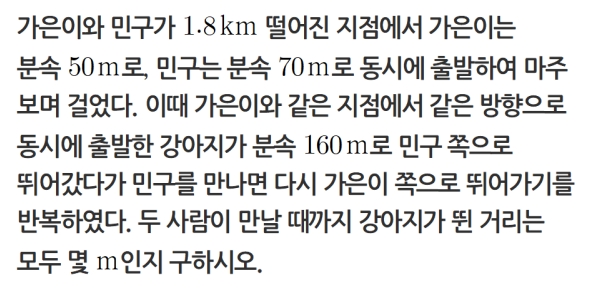 가은이와 민구가 1.8 km 떨어진 지점에서 가은이는
분속 50 m로, 민구는 분속 70 m로 동시에 출발하여 마주
보며 걸었다. 이때 가은이와 같은 지점에서 같은 방향으로
동시에 출발한 강아지가 분속 160 m로 민구 쪽으로
뛰어갔다가 민구를 만나면 다시 가은이 쪽으로 뛰어가기를
반복하였다. 두 사람이 만날 때까지 강아지가 뛴 거리는
모두 몇 m인지 구하시오.